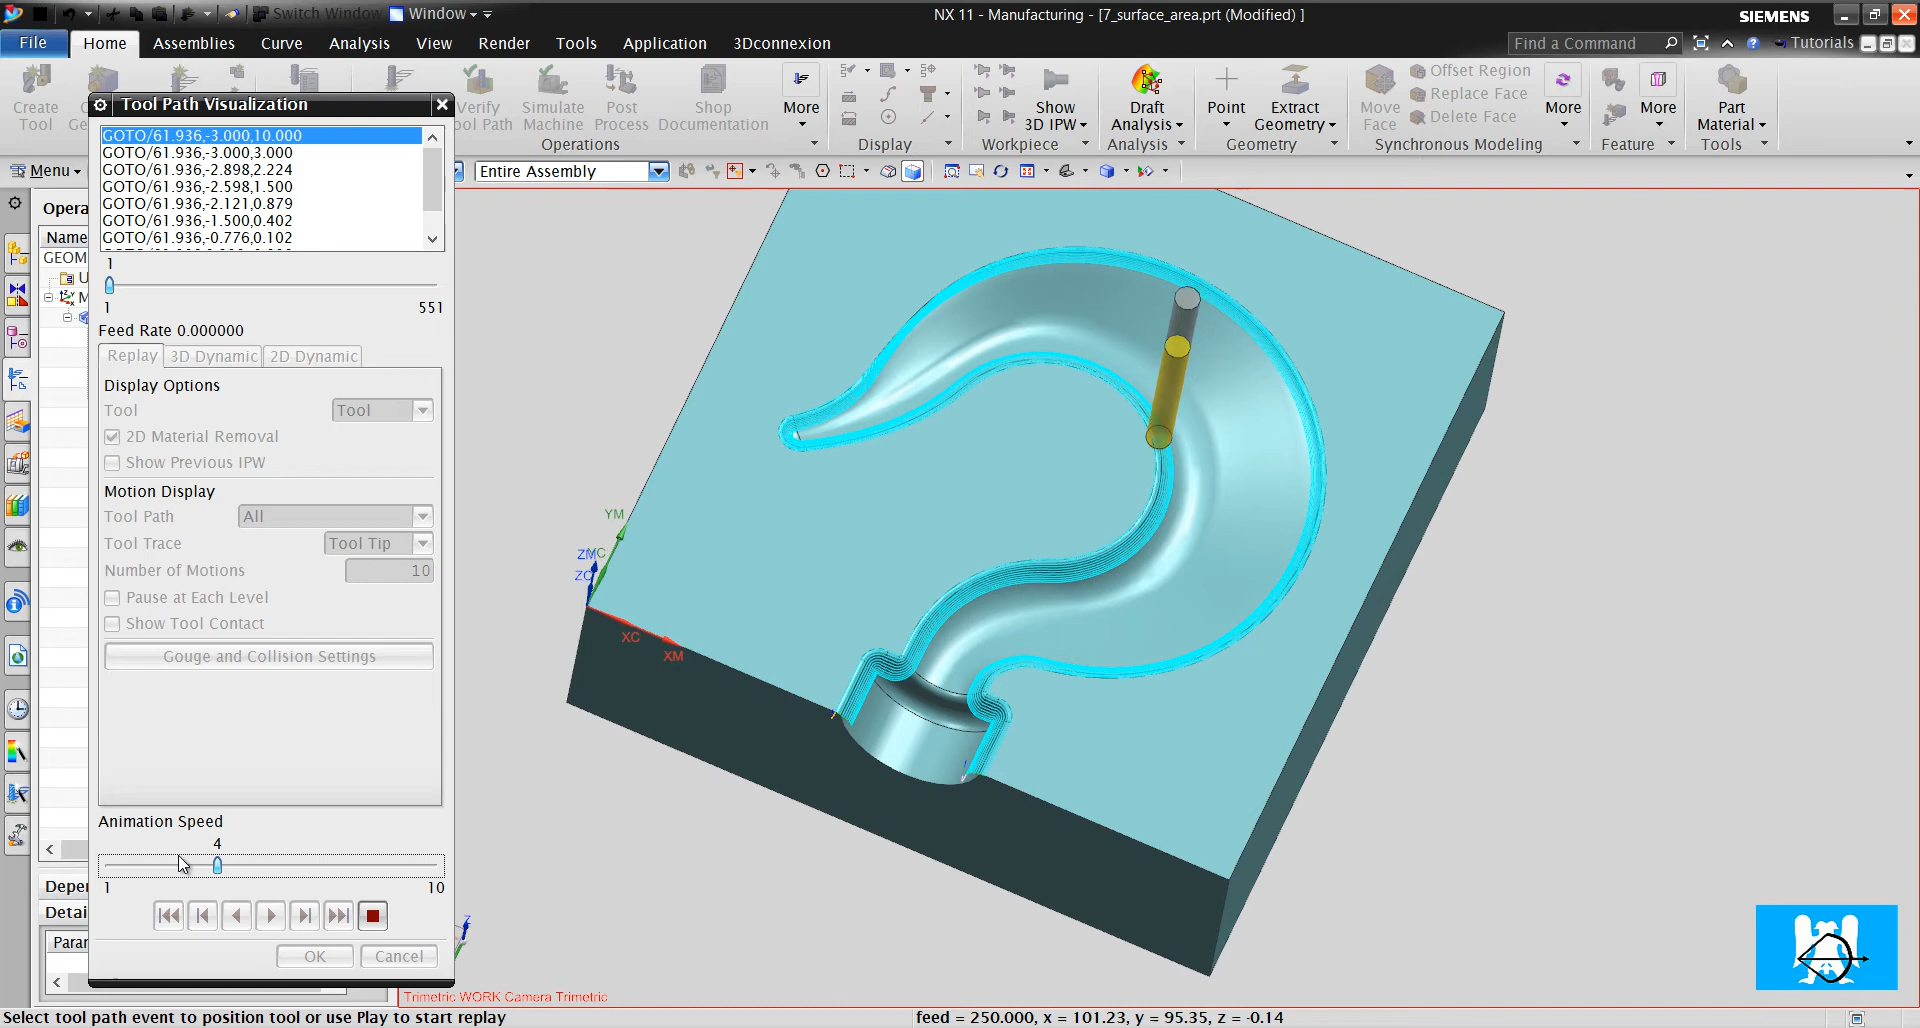 Switch Window Window
NX 11 - Manufacturing - [7_surface_area.prt (Modified) ]
SIEMENS
File Home Assemblies Curve Analysis View Render Tools Application 3Dconnexion
Find a Command
Tutorials
Create Tool
Verify Tool Path
Simulate Machine
Post Process
Shop Documentation
More
Show 3D IPW
Draft Analysis
Point
Extract Geometry
Move Face
Offset Region
Replace Face
Delete Face
More
More
Part Material
Operations
Display
Workpiece
Analysis
Geometry
Synchronous Modeling
Feature
Tools
Menu
Entire Assembly
Tool Path Visualization
GOTO/61.936,-3.000,10.000
GOTO/61.936,-3.000,3.000
GOTO/61.936,-2.898,2.224
GOTO/61.936,-2.598,1.500
GOTO/61.936,-2.121,0.879
GOTO/61.936,-1.500,0.402
GOTO/61.936,-0.776,0.102
1
1 551
Feed Rate 0.000000
Replay 3D Dynamic 2D Dynamic
Display Options
Tool Tool
2D Material Removal
Show Previous IPW
Motion Display
Tool Path All
Tool Trace Tool Tip
Number of Motions 10
Pause at Each Level
Show Tool Contact
Gouge and Collision Settings
Animation Speed
4
1 10
OK Cancel
Opera
Name
GEOM
Deper
Detai
Parar
YM
ZM
YC
ZC
XC
XM
Z
Trimetric WORK Camera Trimetric
Select tool path event to position tool or use Play to start replay
feed = 250.000, x = 101.23, y = 95.35, z = -0.14